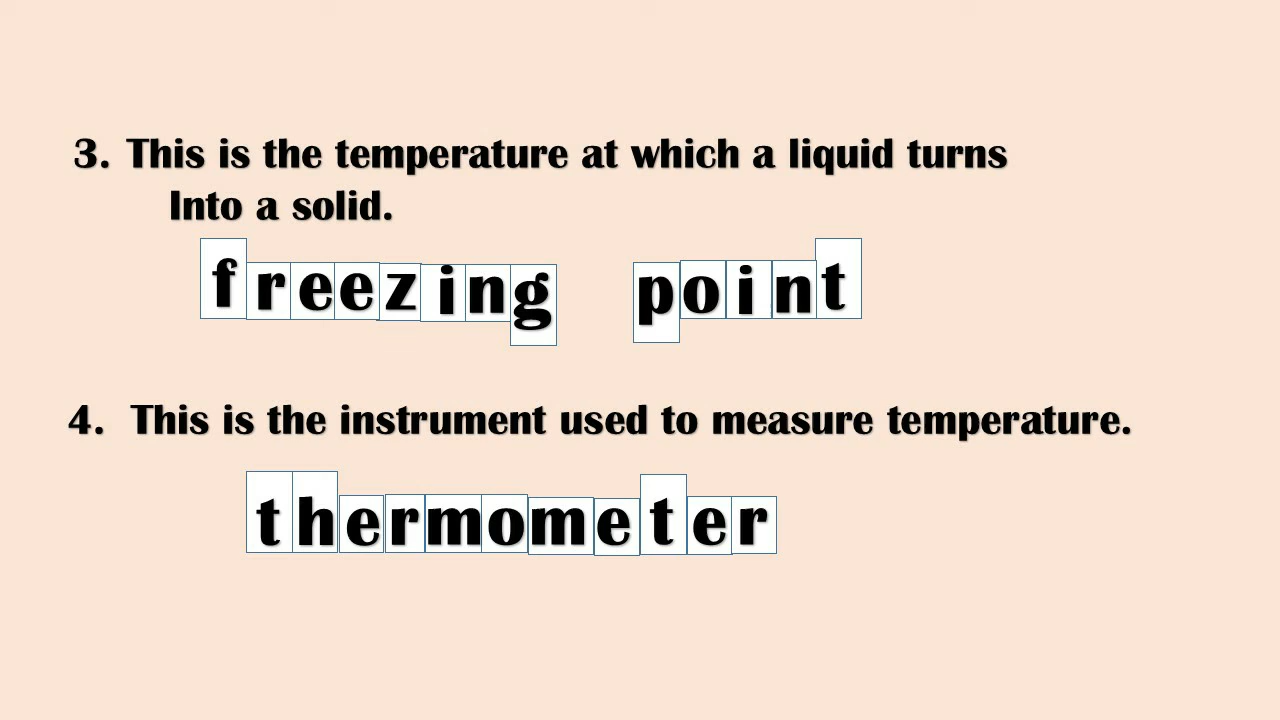 3. This is the temperature at which a liquid turns
Into a solid.
freezing point
4. This is the instrument used to measure temperature.
thermometer